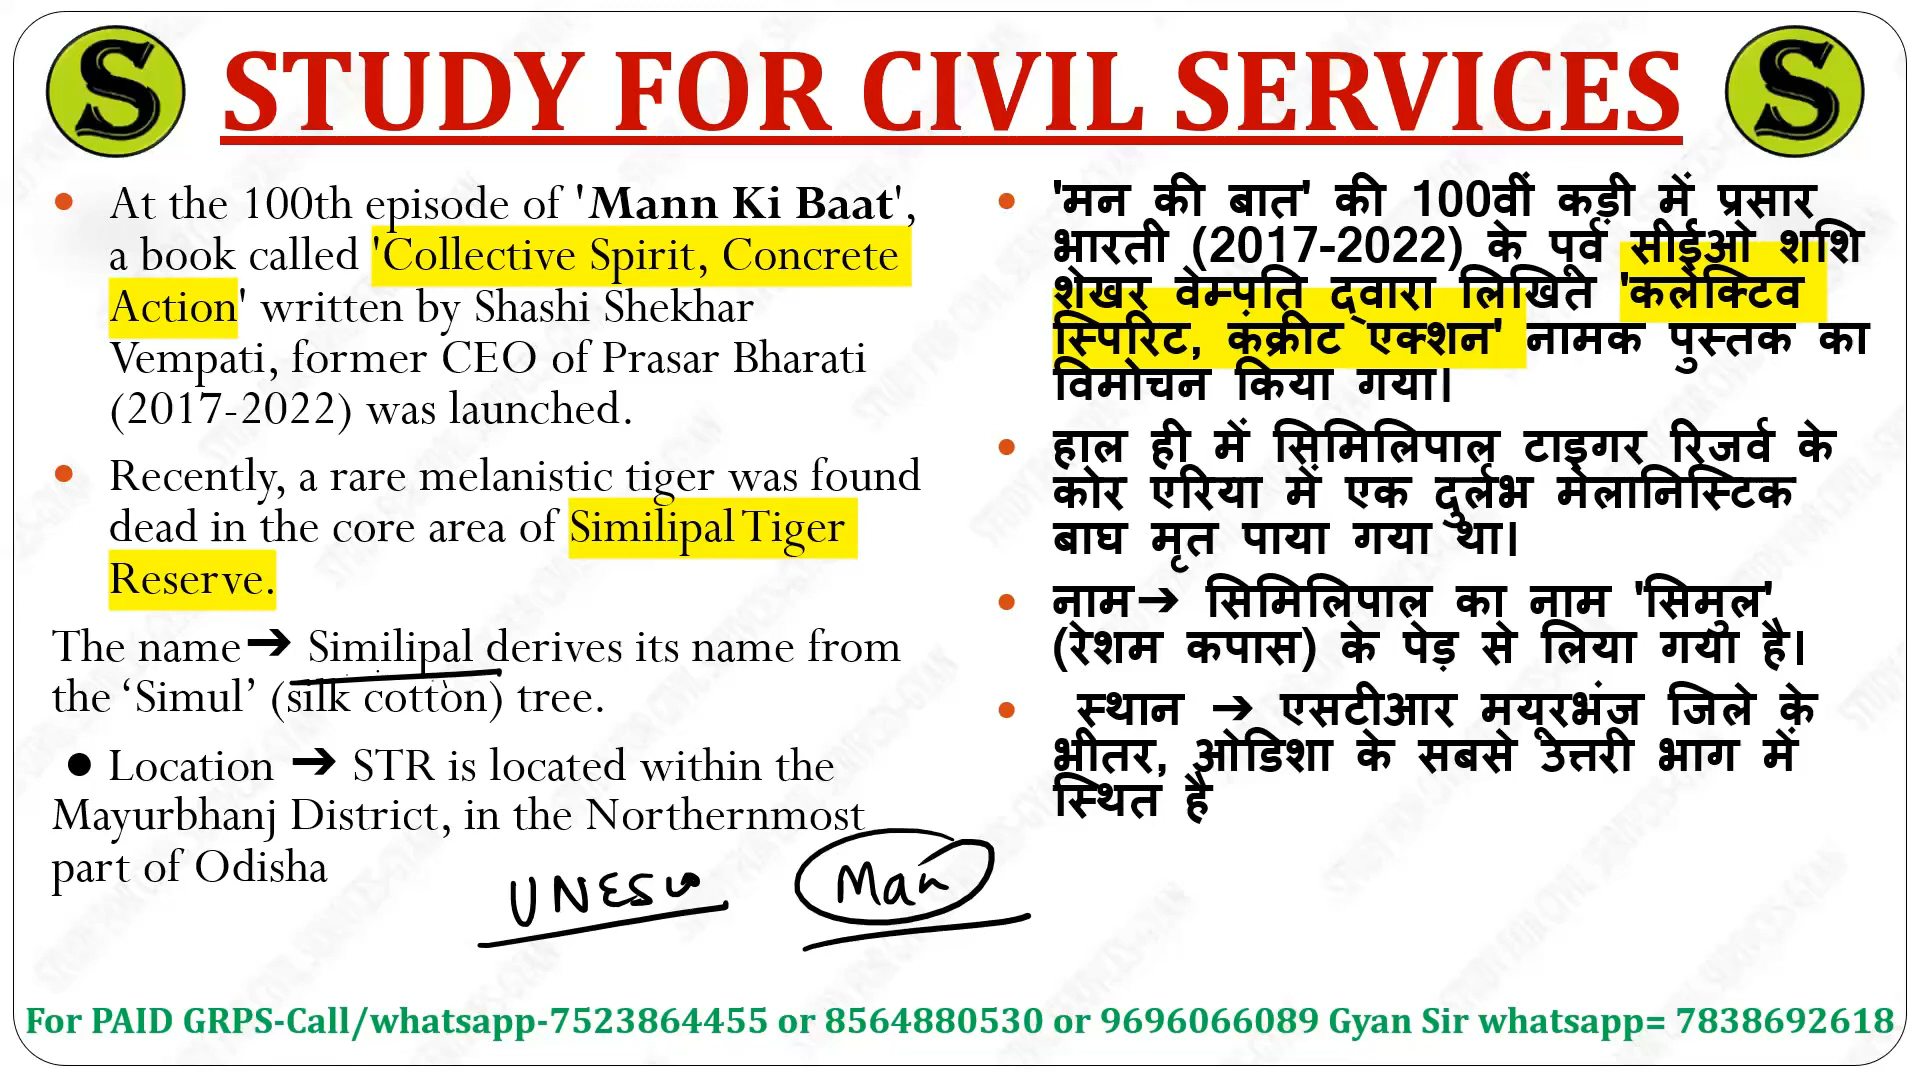 S STUDY FOR CIVIL SERVICES S
• At the 100th episode of 'Mann Ki Baat',
a book called 'Collective Spirit, Concrete
Action' written by Shashi Shekhar
Vempati, former CEO of Prasar Bharati
(2017-2022) was launched.
• Recently, a rare melanistic tiger was found
dead in the core area of Similipal Tiger
Reserve.
The name➔ Similipal derives its name from
the ‘Simul’ (silk cotton) tree.
● Location ➔ STR is located within the
Mayurbhanj District, in the Northernmost
part of Odisha
UNESCO Man
• 'मन की बात' की 100वीं कड़ी में प्रसार
भारती (2017-2022) के पूर्व सीईओ शशि
शेखर वेम्पति द्वारा लिखित 'कलेक्टिव
स्पिरिट, कंक्रीट एक्शन' नामक पुस्तक का
विमोचन किया गया।
• हाल ही में सिमिलिपाल टाइगर रिजर्व के
कोर एरिया में एक दुर्लभ मेलानिस्टिक
बाघ मृत पाया गया था।
• नाम➔ सिमिलिपाल का नाम 'सिमुल'
(रेशम कपास) के पेड़ से लिया गया है।
• स्थान ➔ एसटीआर मयूरभंज जिले के
भीतर, ओडिशा के सबसे उत्तरी भाग में
स्थित है
For PAID GRPS-Call/whatsapp-7523864455 or 8564880530 or 9696066089 Gyan Sir whatsapp= 7838692618